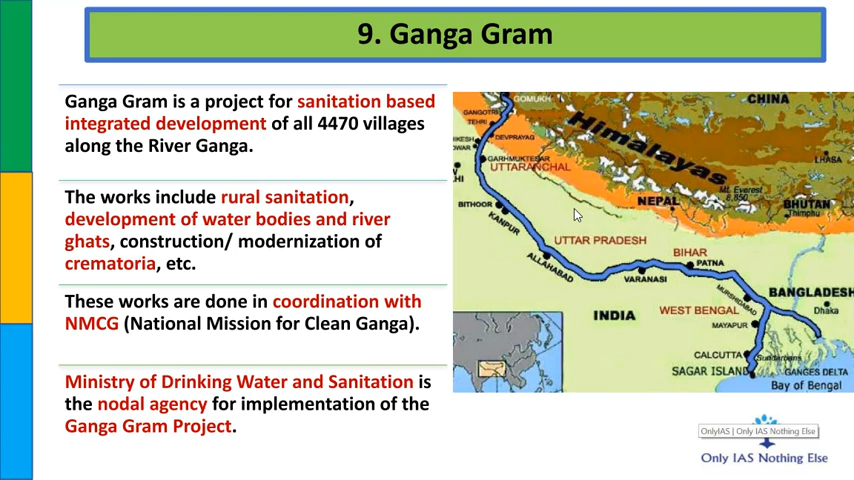 9. Ganga Gram
Ganga Gram is a project for sanitation based
integrated development of all 4470 villages
along the River Ganga.
The works include rural sanitation,
development of water bodies and river
ghats, construction/ modernization of
crematoria, etc.
These works are done in coordination with
NMCG (National Mission for Clean Ganga).
Ministry of Drinking Water and Sanitation is
the nodal agency for implementation of the
Ganga Gram Project.
GOMUKH
CHINA
GANGOTRI
TEHRI
DEVPRAYAG
Himalayas
GARHMUKTESAR
UTTARANCHAL
LHASA
Mt. Everest
8,850
NEPAL
BHUTAN
Thimphu
BITHOOR
KANPUR
UTTAR PRADESH
ALLAHABAD
VARANASI
BIHAR
PATNA
MURSHIDABAD
BANGLADESH
Dhaka
INDIA
WEST BENGAL
MAYAPUR
CALCUTTA
Sundarbans
SAGAR ISLAND
GANGES DELTA
Bay of Bengal
OnlyIAS | Only IAS Nothing Else
Only IAS Nothing Else